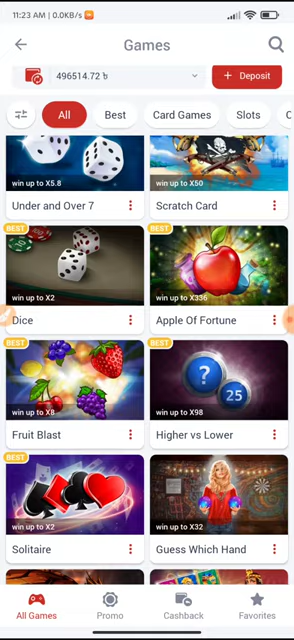 11:23 AM | 0.0KB/s
Games
496514.72 ь
+ Deposit
All
Best
Card Games
Slots
win up to X5.8
win up to X50
Under and Over 7
Scratch Card
BEST
BEST
win up to X2
win up to X336
Dice
Apple Of Fortune
BEST
BEST
?
25
win up to X8
win up to X98
Fruit Blast
Higher vs Lower
BEST
win up to X2
win up to X32
Solitaire
Guess Which Hand
All Games
Promo
Cashback
Favorites